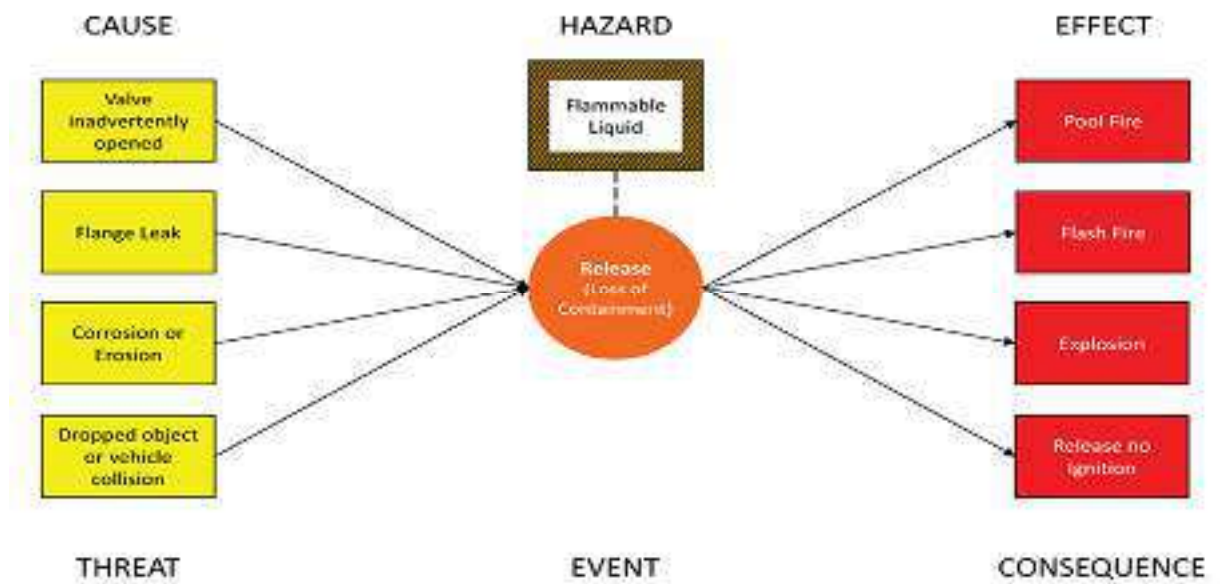 CAUSE
HAZARD
EFFECT
Valve
inadvertently
opened
Flammable
Liquid
Pool Fire
Flange Leak
Release
(Loss of
Containment)
Flash Fire
Corrosion or
Erosion
Explosion
Dropped object
or vehicle
collision
Release no
ignition
THREAT
EVENT
CONSEQUENCE